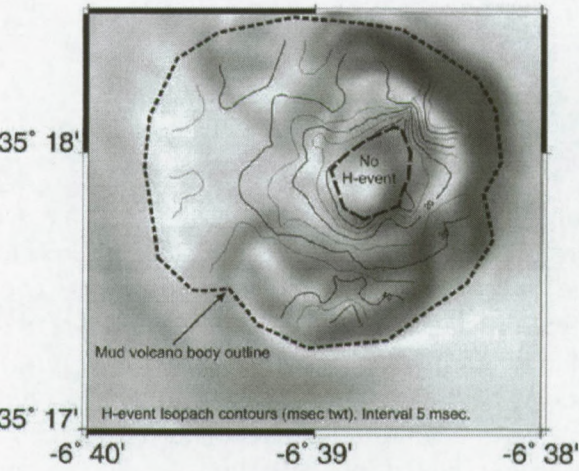 35° 18'
No
H-event
20
Mud volcano body outline
H-event Isopach contours (msec twt). Interval 5 msec.
35° 17'
-6° 40'
-6° 39'
-6° 38'